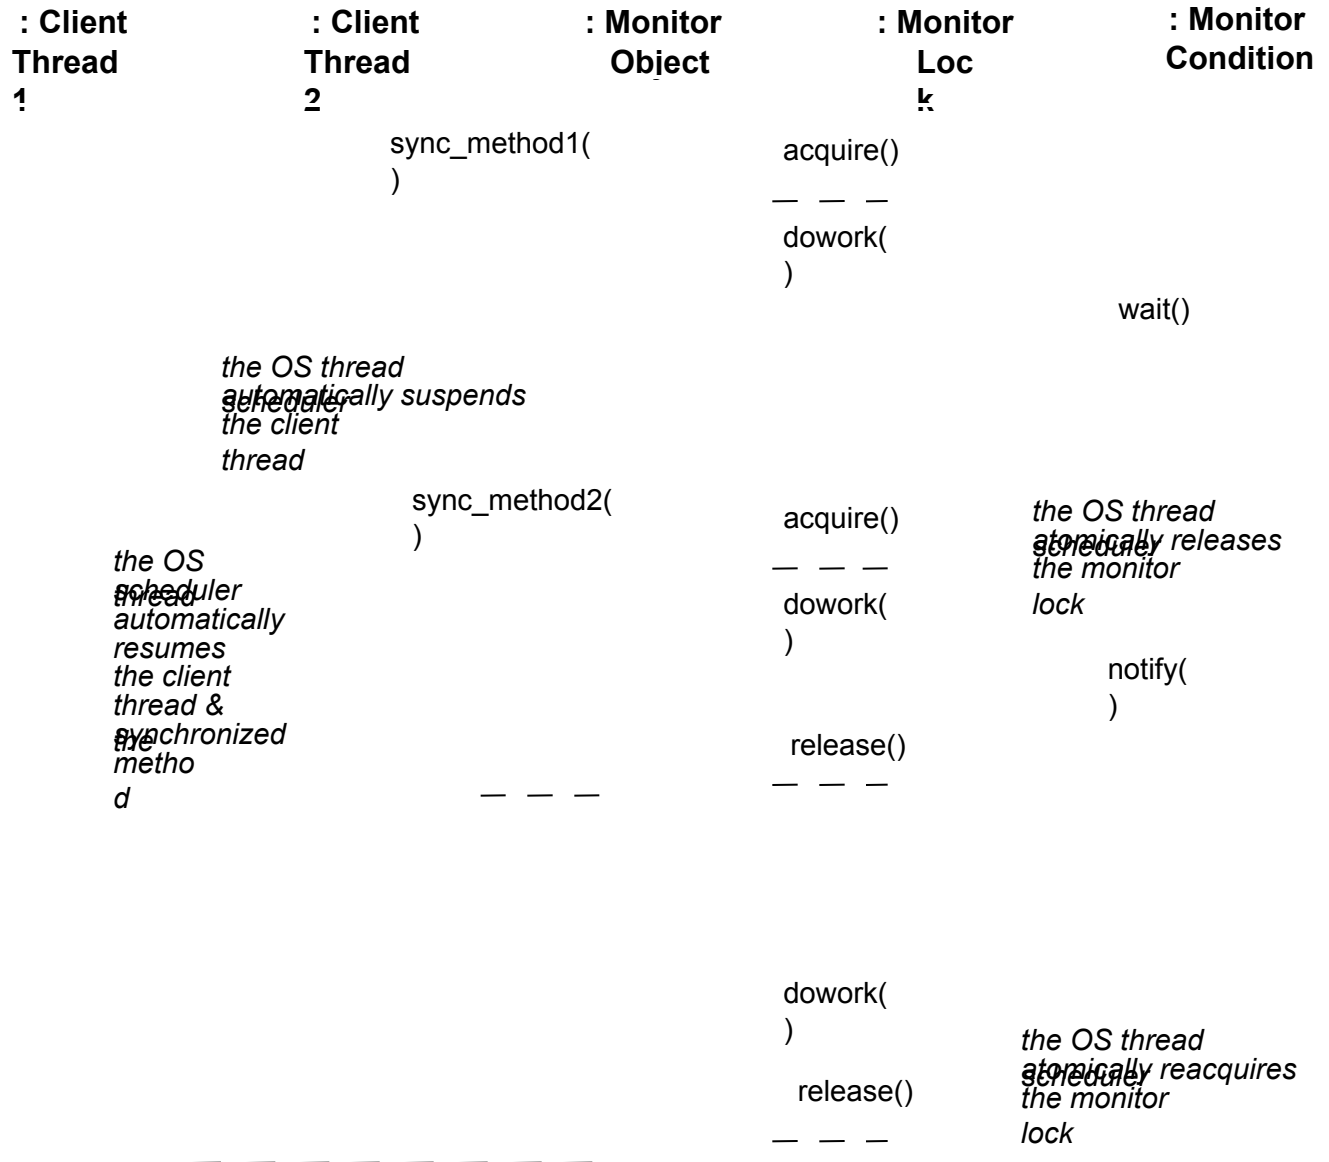 : Client
Thread
1
: Client
Thread
2
: Monitor
Object
: Monitor
Loc
k
: Monitor
Condition
sync_method1(
)
acquire()
dowork(
)
wait()
the OS thread
scheduler
automatically suspends
the client
thread
sync_method2(
)
acquire()
the OS thread
scheduler
atomically releases
the monitor
lock
the OS
thread
scheduler
automatically
resumes
the client
thread &
the
synchronized
metho
d
dowork(
)
notify(
)
release()
dowork(
)
release()
the OS thread
scheduler
atomically reacquires
the monitor
lock